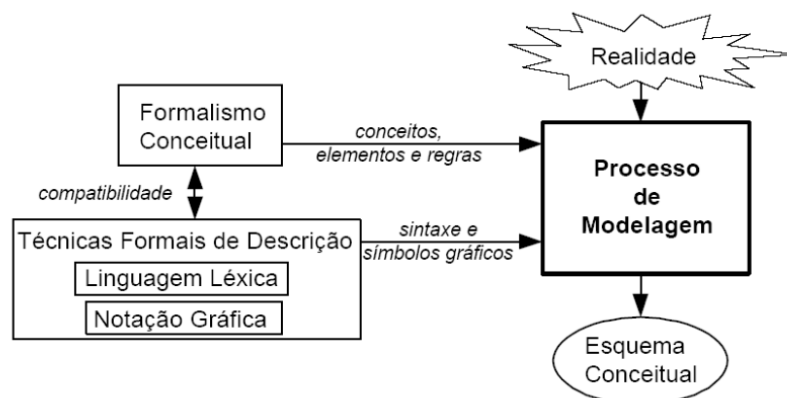 Realidade
Formalismo
Conceitual
conceitos,
elementos e regras
Processo
de
Modelagem
compatibilidade
Técnicas Formais de Descrição
Linguagem Léxica
Notação Gráfica
sintaxe e
símbolos gráficos
Esquema
Conceitual